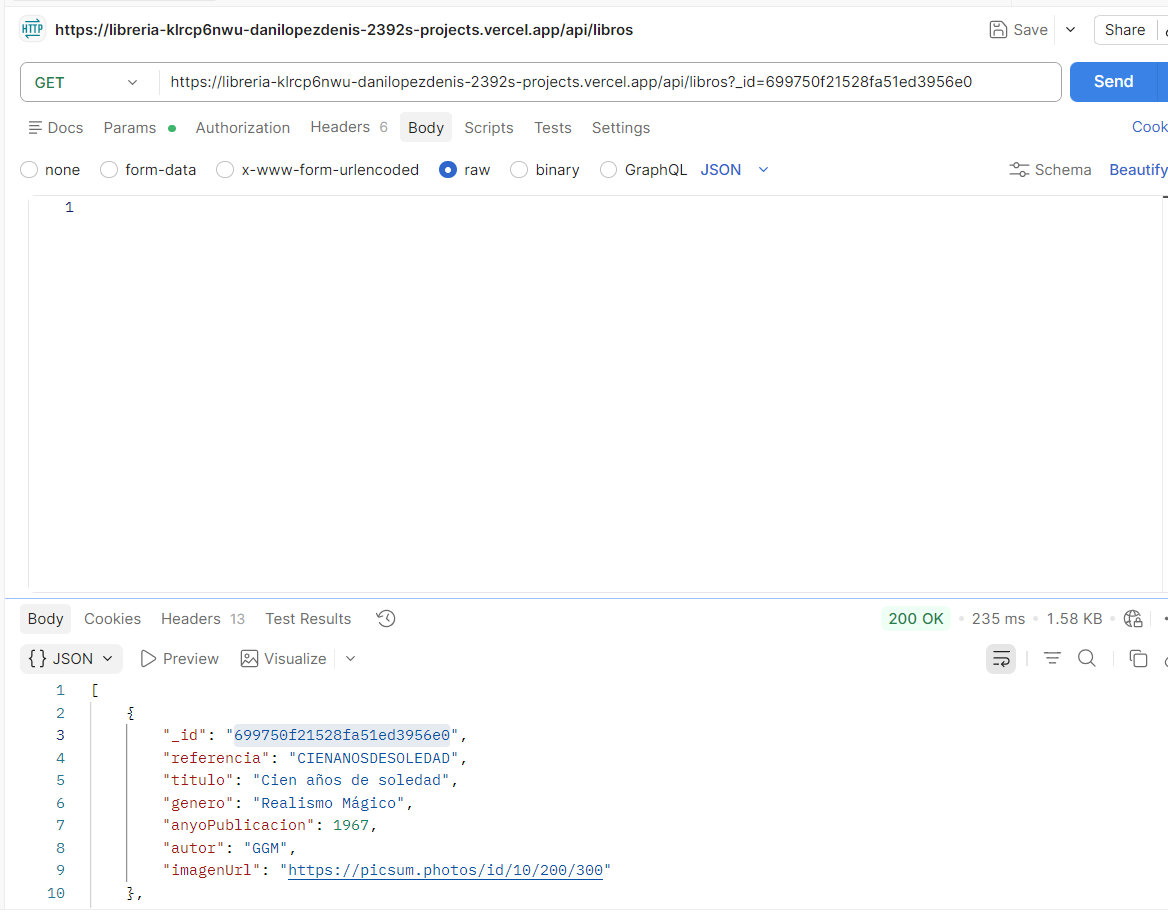 HTTP https://libreria-klrcp6nwu-danilopezdenis-2392s-projects.vercel.app/api/libros Save Share
GET https://libreria-klrcp6nwu-danilopezdenis-2392s-projects.vercel.app/api/libros?_id=699750f21528fa51ed3956e0 Send
Docs Params Authorization Headers 6 Body Scripts Tests Settings Cook
none form-data x-www-form-urlencoded raw binary GraphQL JSON Schema Beautify
1
Body Cookies Headers 13 Test Results 200 OK • 235 ms • 1.58 KB •
{} JSON Preview Visualize
1 [
2 {
3 "_id": "699750f21528fa51ed3956e0",
4 "referencia": "CIENANOSDESOLEDAD",
5 "titulo": "Cien años de soledad",
6 "genero": "Realismo Mágico",
7 "anyoPublicacion": 1967,
8 "autor": "GGM",
9 "imagenUrl": "https://picsum.photos/id/10/200/300"
10 },